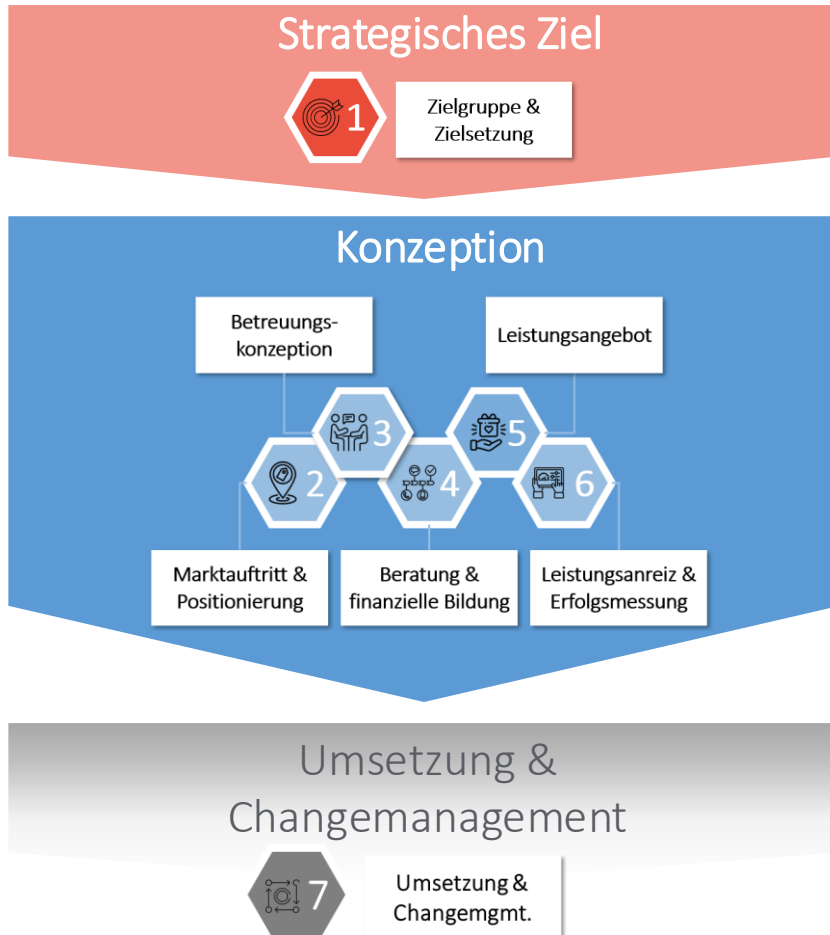 Strategisches Ziel
1
Zielgruppe &
Zielsetzung
Konzeption
Betreuungs-
konzeption
Leistungsangebot
3
5
2
4
6
Marktauftritt &
Positionierung
Beratung &
finanzielle Bildung
Leistungsanreiz &
Erfolgsmessung
Umsetzung &
Changemanagement
7
Umsetzung &
Changemgmt.